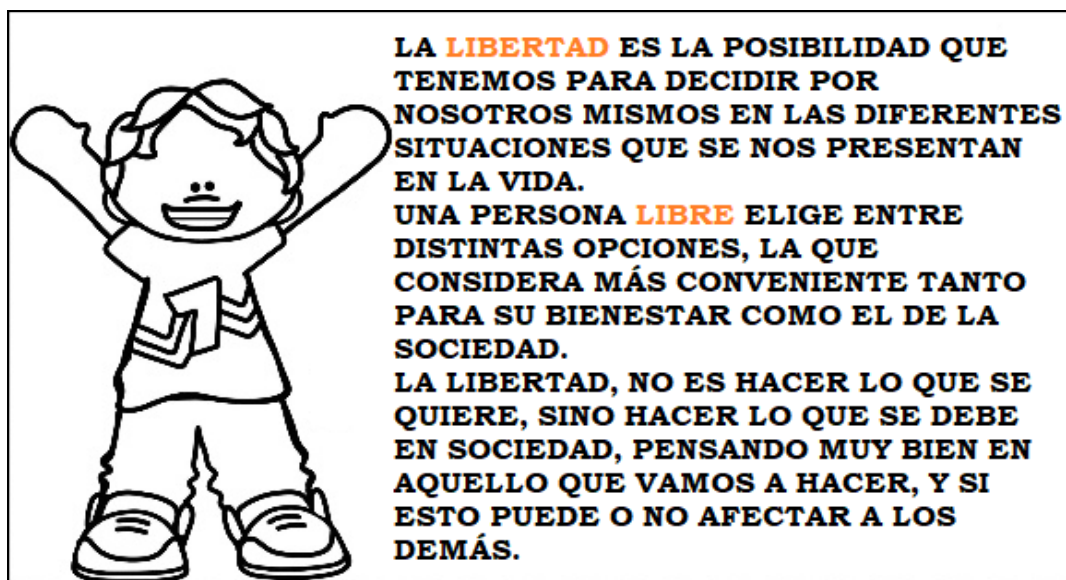 LA LIBERTAD ES LA POSIBILIDAD QUE
TENEMOS PARA DECIDIR POR
NOSOTROS MISMOS EN LAS DIFERENTES
SITUACIONES QUE SE NOS PRESENTAN
EN LA VIDA.
UNA PERSONA LIBRE ELIGE ENTRE
DISTINTAS OPCIONES, LA QUE
CONSIDERA MÁS CONVENIENTE TANTO
PARA SU BIENESTAR COMO EL DE LA
SOCIEDAD.
LA LIBERTAD, NO ES HACER LO QUE SE
QUIERE, SINO HACER LO QUE SE DEBE
EN SOCIEDAD, PENSANDO MUY BIEN EN
AQUELLO QUE VAMOS A HACER, Y SI
ESTO PUEDE O NO AFECTAR A LOS
DEMÁS.